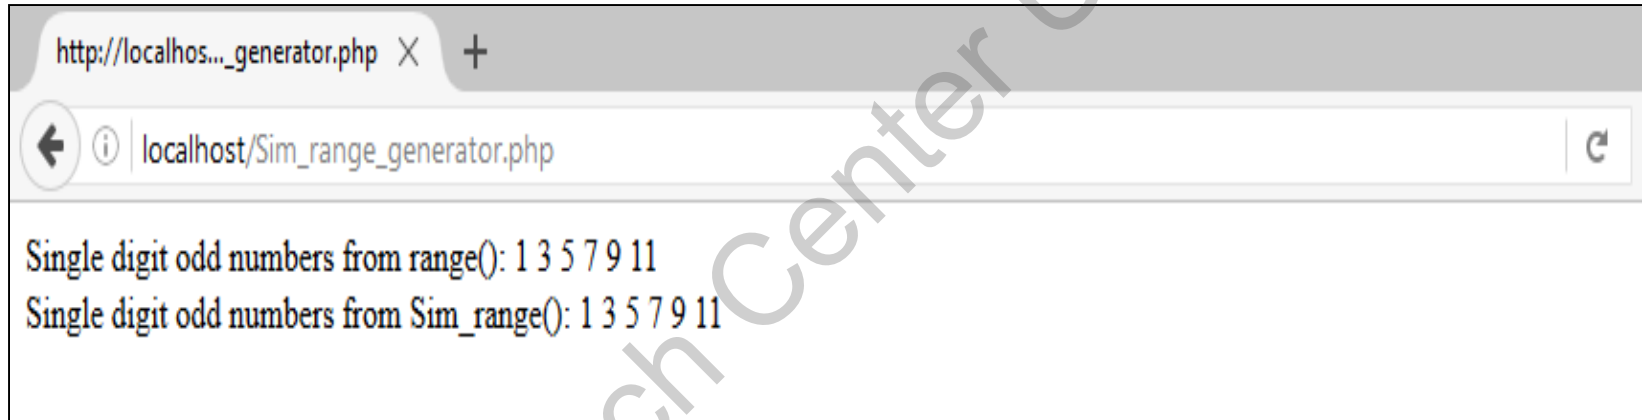 http://localhos..._generator.php
localhost/Sim_range_generator.php
Single digit odd numbers from range(): 1 3 5 7 9 11
Single digit odd numbers from Sim_range(): 1 3 5 7 9 11
Center